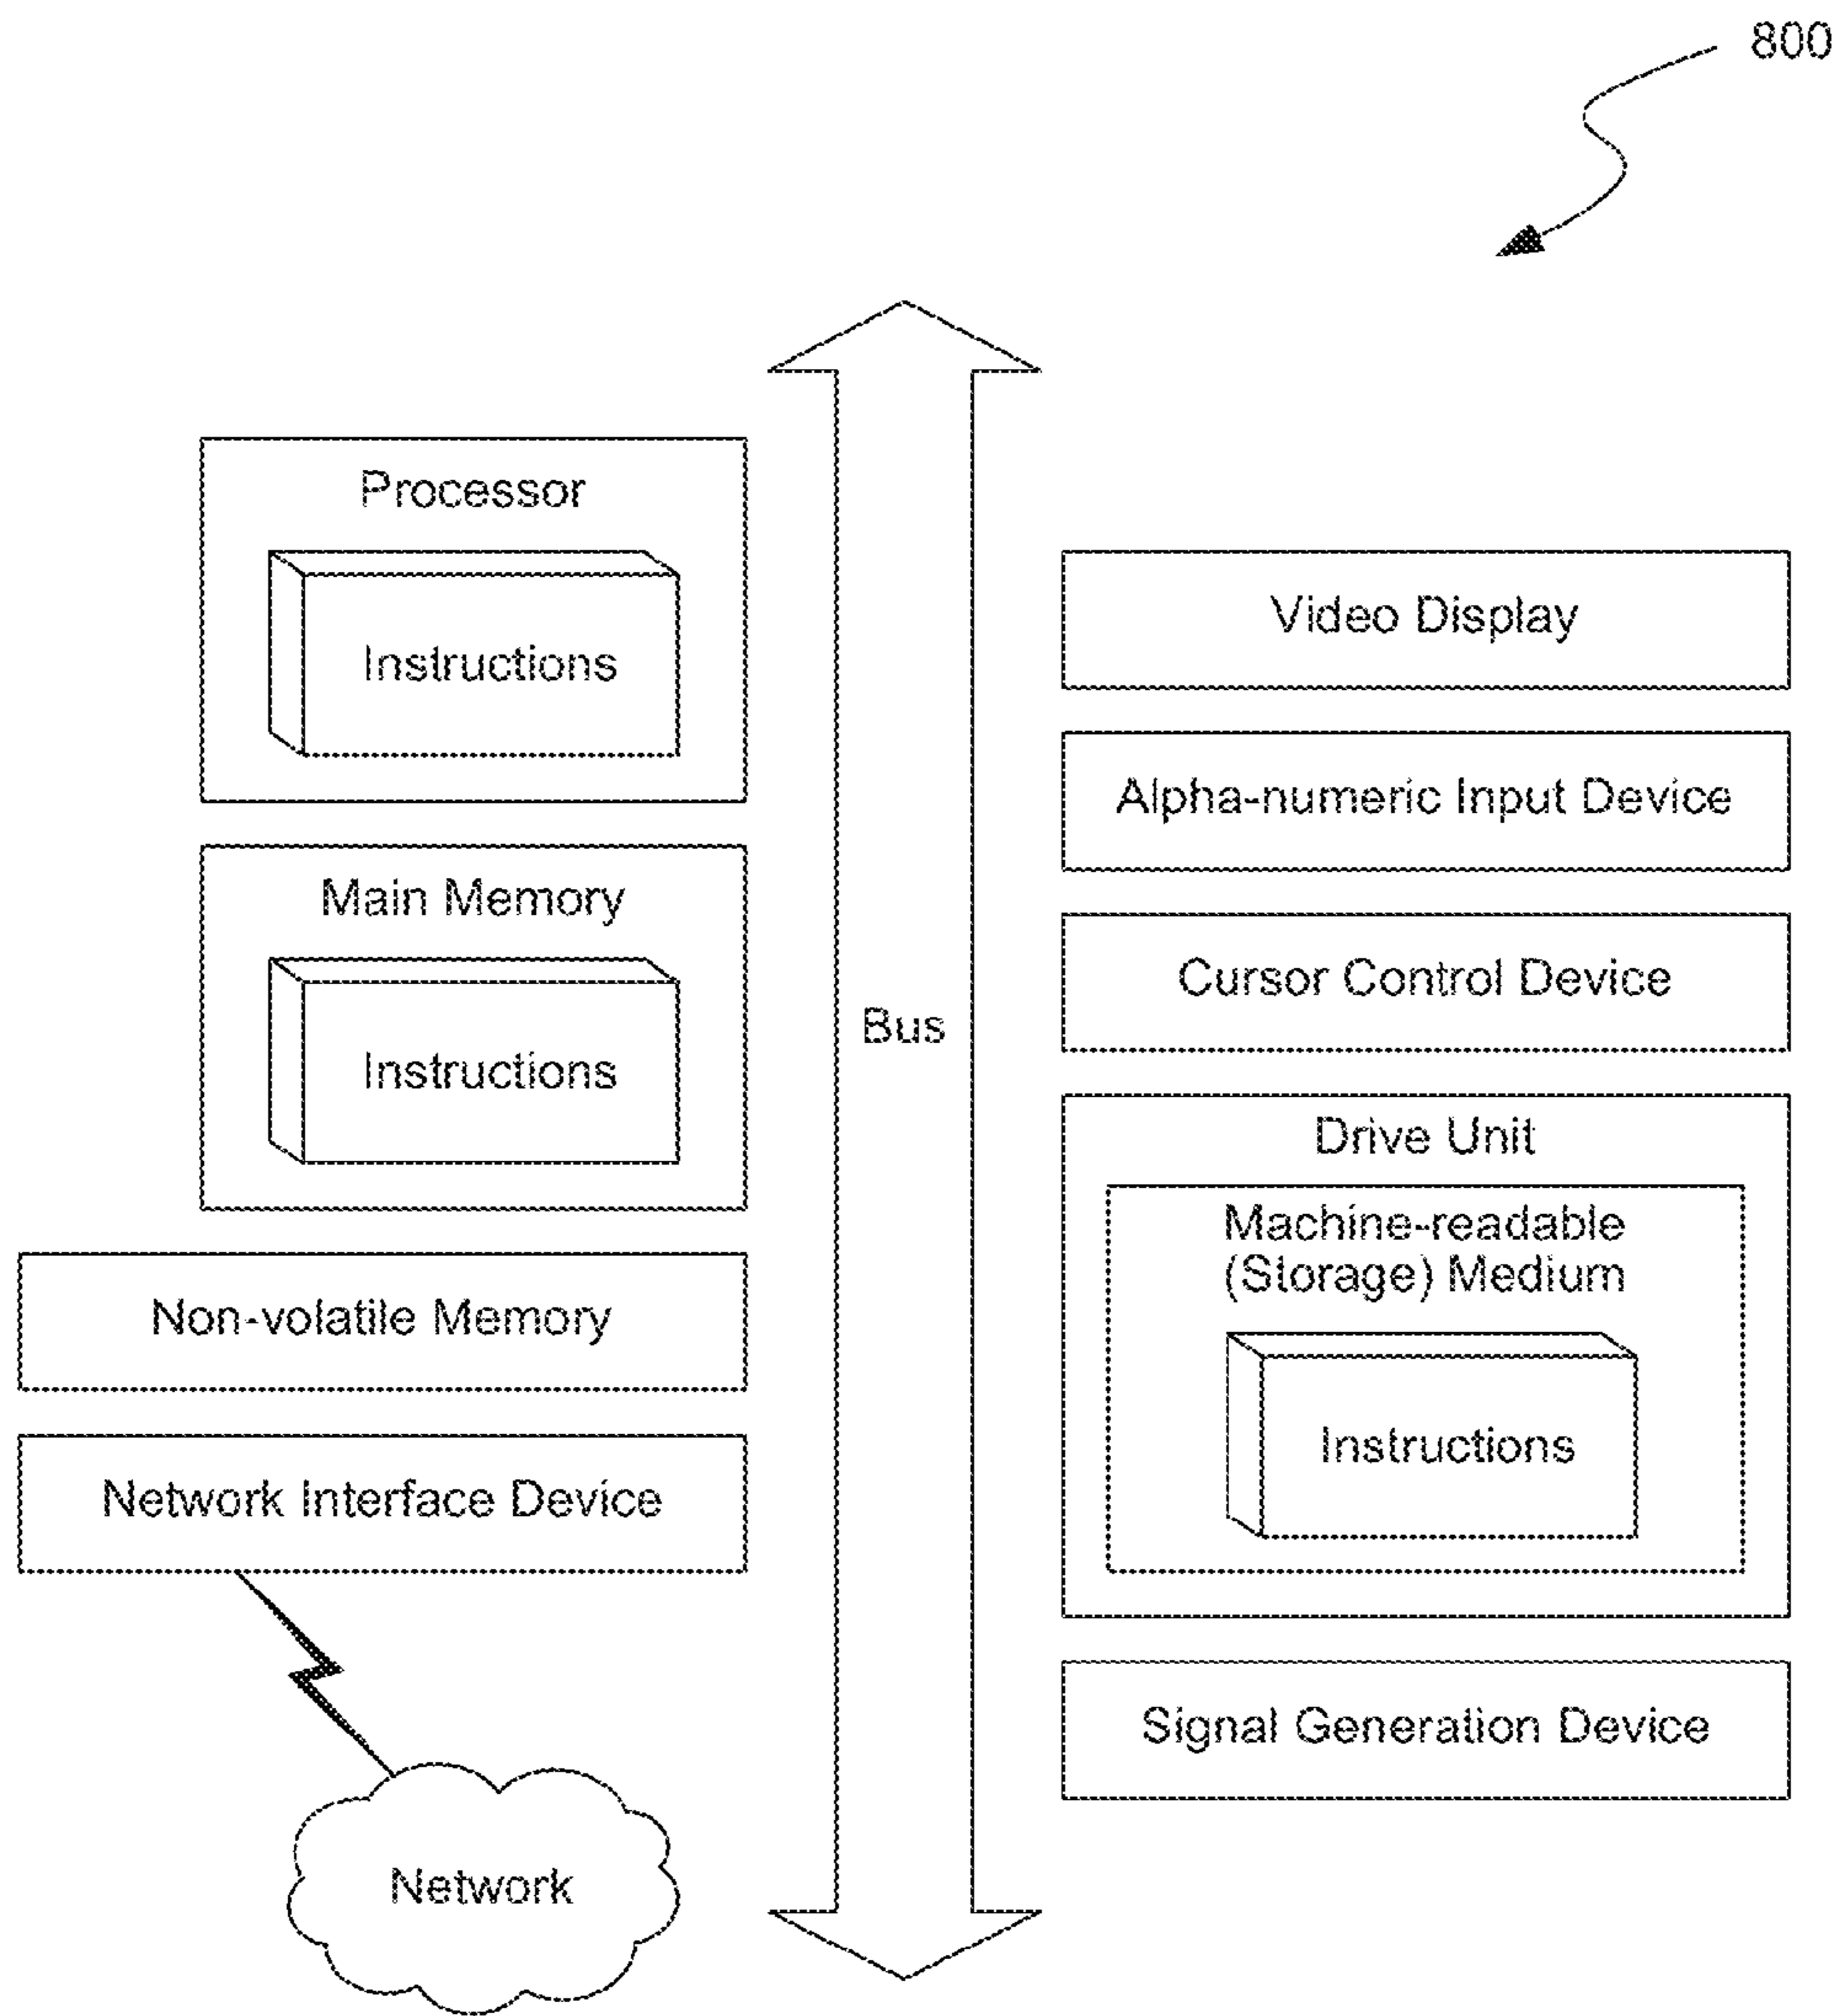 800
Processor
Instructions
Main Memory
Instructions
Non-volatile Memory
Network Interface Device
Network
Bus
Video Display
Alpha-numeric Input Device
Cursor Control Device
Drive Unit
Machine-readable
(Storage) Medium
Instructions
Signal Generation Device